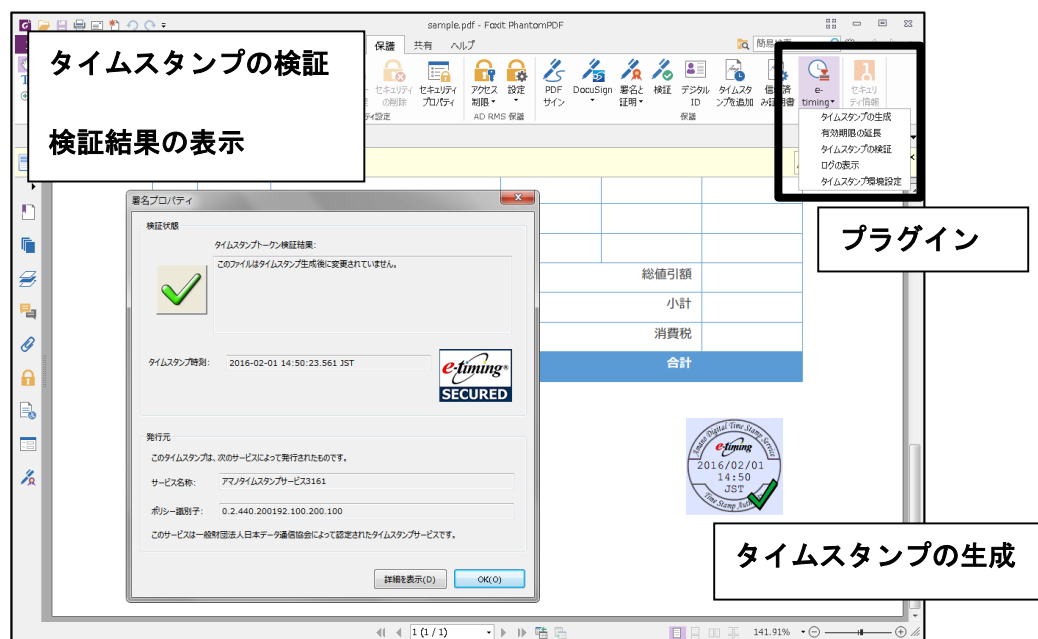 sample.pdf - Foxit PhantomPDF
タイムスタンプの検証
検証結果の表示
保護 共有 ヘルプ
セキュリティの削除
セキュリティプロパティ
アクセス制限
設定
AD RMS 保護
PDFサイン
DocuSign
署名と証明
検証
デジタルID
タイムスタンプを追加
e-timing
セキュリティ情報
保護
タイムスタンプの生成
有効期限の延長
タイムスタンプの検証
ログの表示
タイムスタンプ環境設定
プラグイン
署名プロパティ
検証状態
タイムスタンプトークン検証結果:
このファイルはタイムスタンプ生成後に変更されていません。
タイムスタンプ時刻: 2016-02-01 14:50:23.561 JST
e-timing®
SECURED
発行元
このタイムスタンプは、次のサービスによって発行されたものです。
サービス名称: アマノタイムスタンプサービス3161
ポリシー識別子: 0.2.440.200192.100.200.100
このサービスは一般財団法人日本データ通信協会によって認定されたタイムスタンプサービスです。
詳細を表示(D) OK(O)
総値引額
小計
消費税
合計
Amano Digital Time Stamp Service
e-timing
2016/02/01
14:50
JST
タイムスタンプの生成
1 (1 / 1)
141.91%